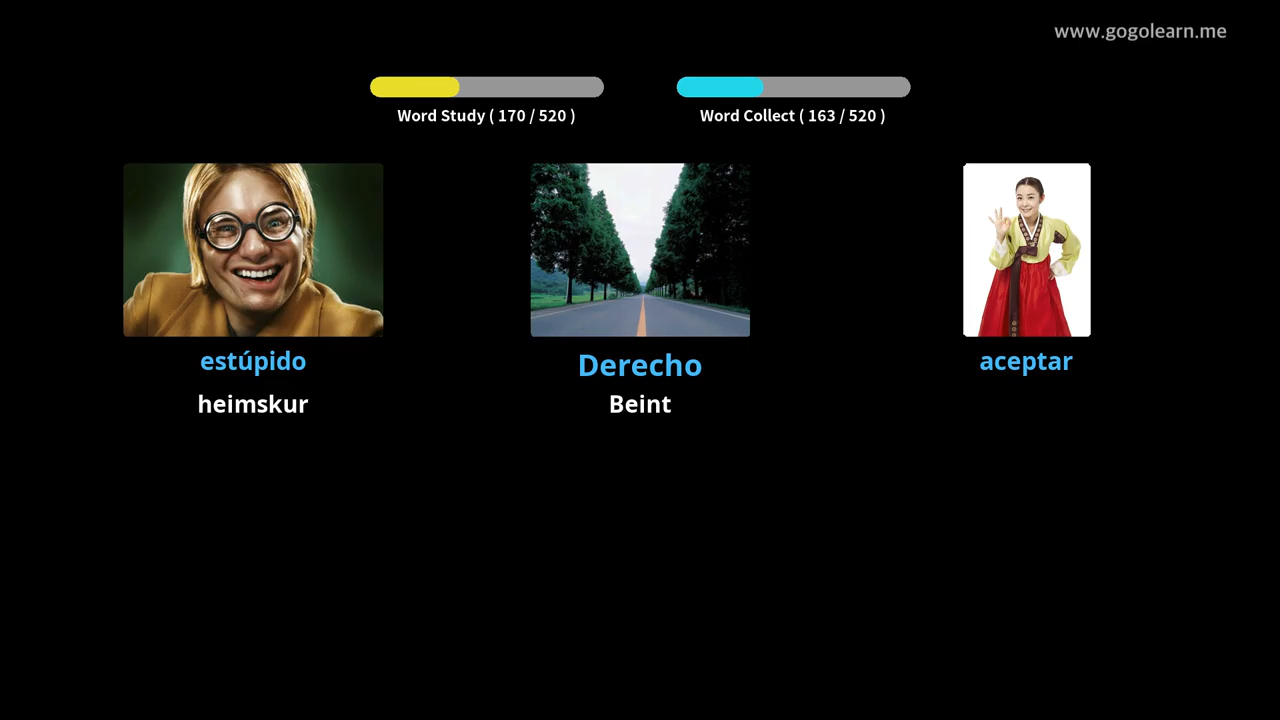 www.gogolearn.me
Word Study ( 170 / 520 )
Word Collect ( 163 / 520 )
estúpido
heimskur
Derecho
Beint
aceptar